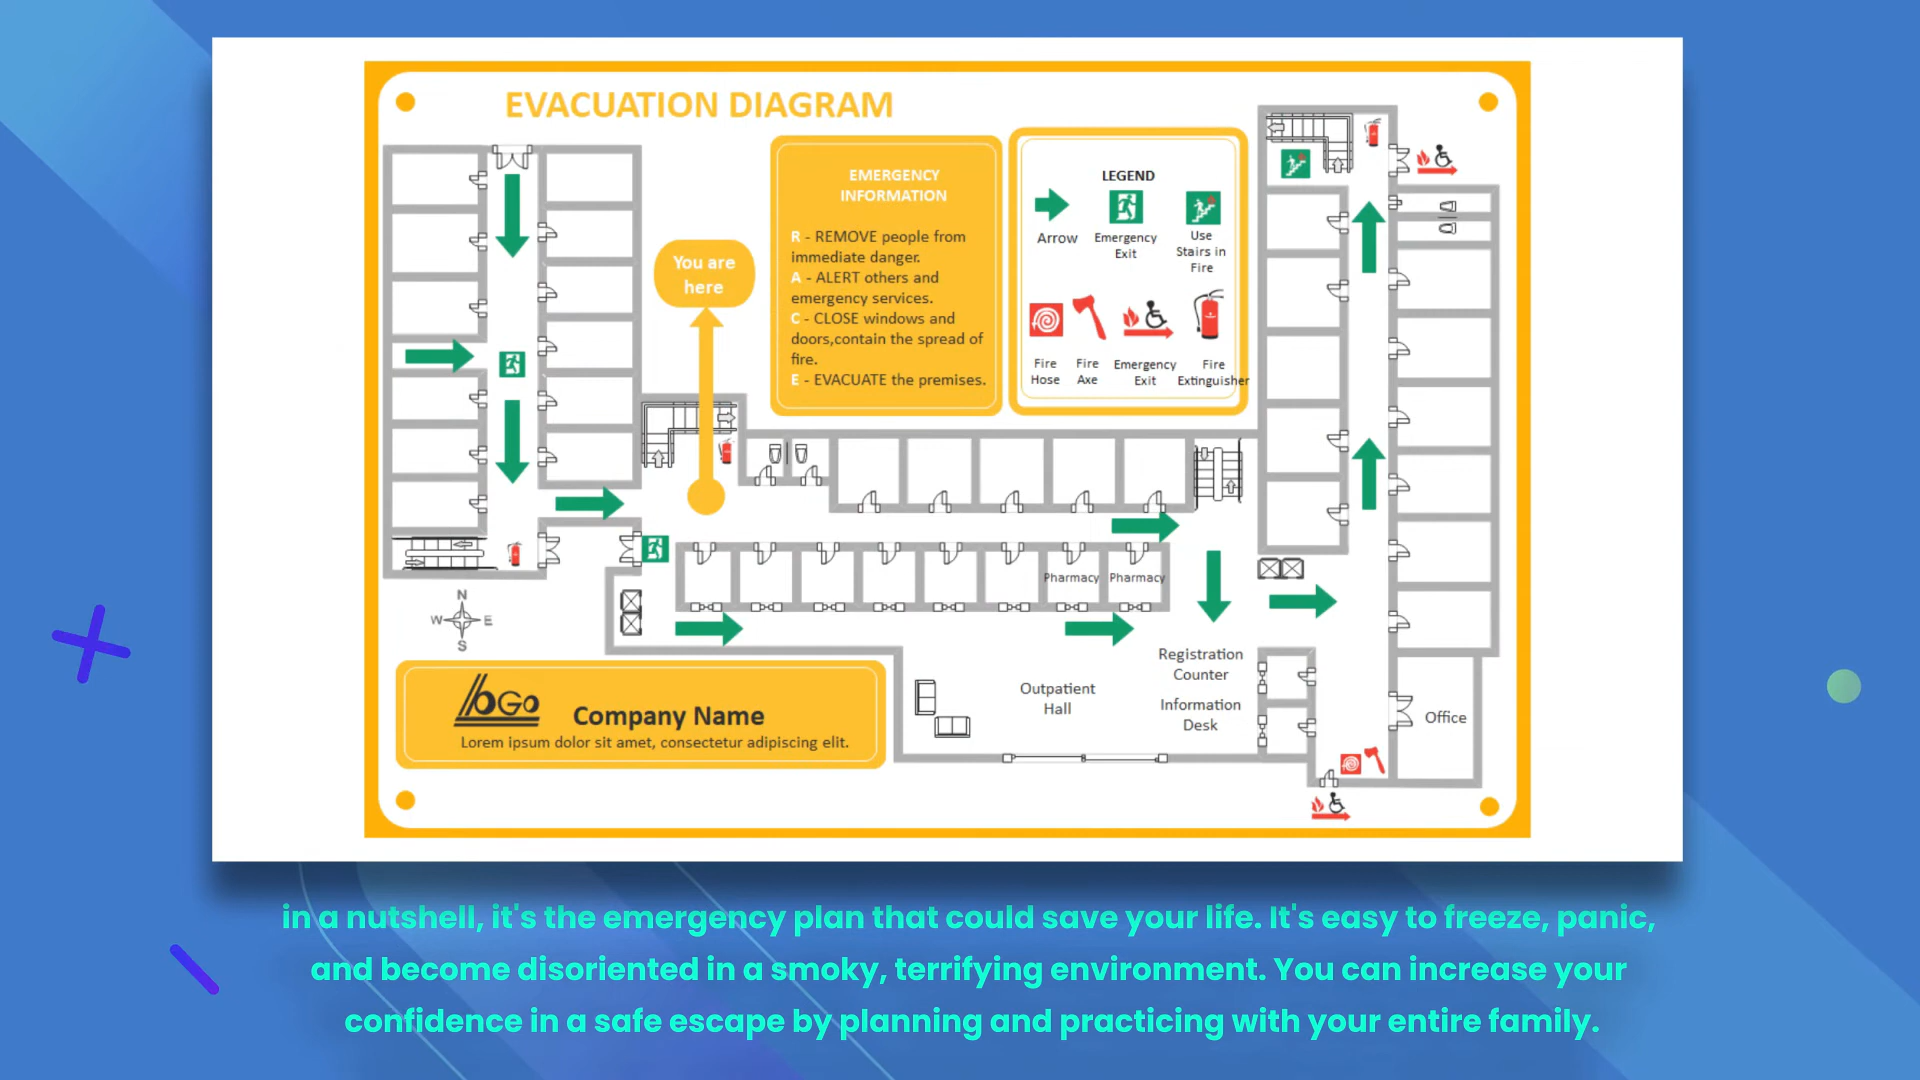 EVACUATION DIAGRAM
EMERGENCY
INFORMATION
R - REMOVE people from
immediate danger.
A - ALERT others and
emergency services.
C - CLOSE windows and
doors,contain the spread of
fire.
E - EVACUATE the premises.
LEGEND
Arrow
Emergency
Exit
Use
Stairs in
Fire
Fire
Hose
Fire
Axe
Emergency
Exit
Fire
Extinguisher
You are
here
Pharmacy
Pharmacy
N
W E
S
Registration
Counter
Outpatient
Hall
Information
Desk
Office
bGo
Company Name
Lorem ipsum dolor sit amet, consectetur adipiscing elit.
in a nutshell, it's the emergency plan that could save your life. It's easy to freeze, panic,
and become disoriented in a smoky, terrifying environment. You can increase your
confidence in a safe escape by planning and practicing with your entire family.